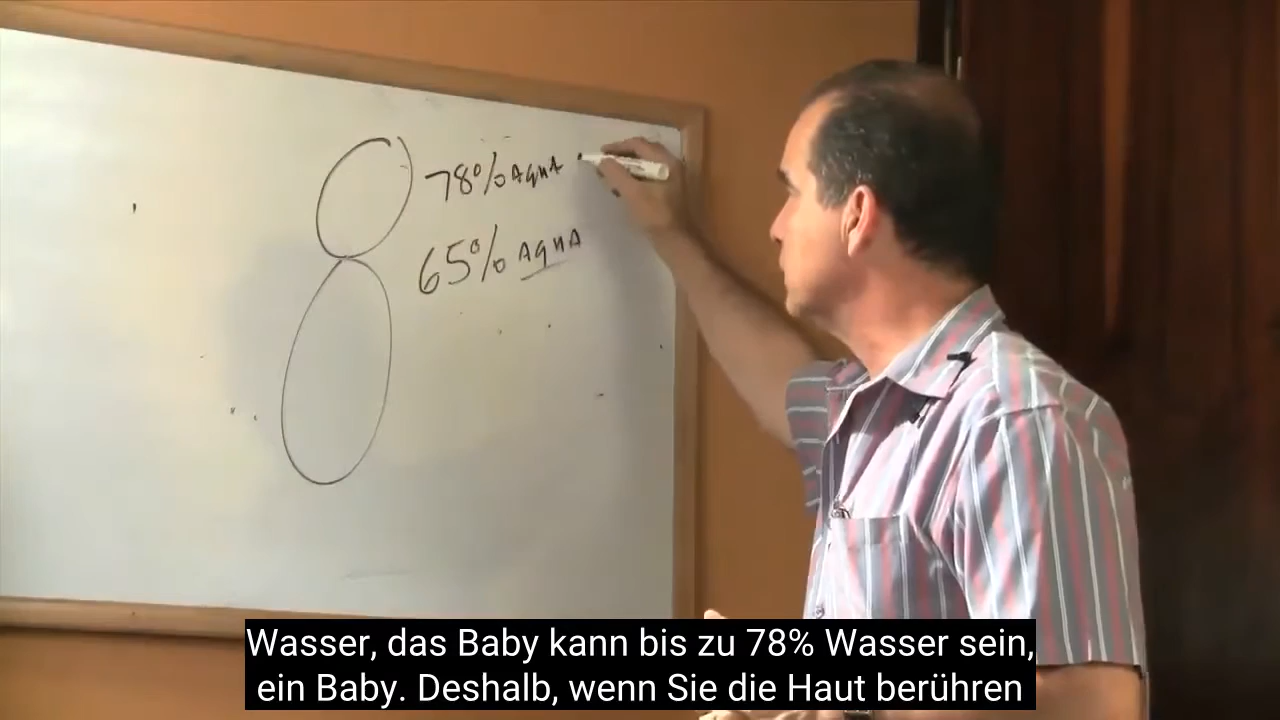 78% AguA
65% AguA
Wasser, das Baby kann bis zu 78% Wasser sein,
ein Baby. Deshalb, wenn Sie die Haut berühren